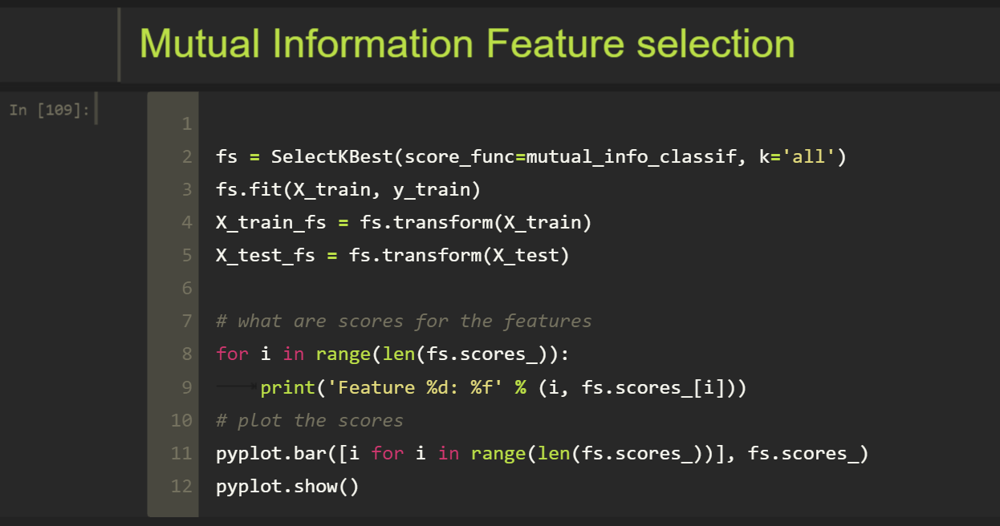 Mutual Information Feature selection
In [109]:
1
2 fs = SelectKBest(score_func=mutual_info_classif, k='all')
3 fs.fit(X_train, y_train)
4 X_train_fs = fs.transform(X_train)
5 X_test_fs = fs.transform(X_test)
6
7 # what are scores for the features
8 for i in range(len(fs.scores_)):
9     print('Feature %d: %f' % (i, fs.scores_[i]))
10 # plot the scores
11 pyplot.bar([i for i in range(len(fs.scores_))], fs.scores_)
12 pyplot.show()